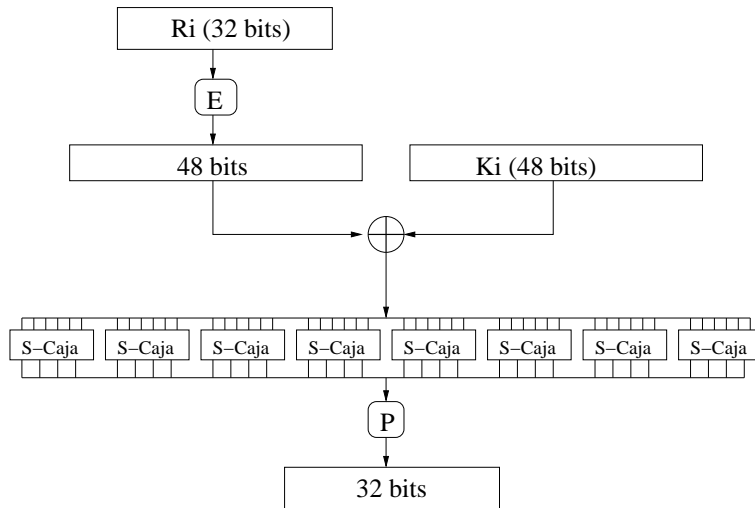 Ri (32 bits)
E
48 bits
Ki (48 bits)
S–Caja S–Caja S–Caja S–Caja S–Caja S–Caja S–Caja S–Caja
P
32 bits